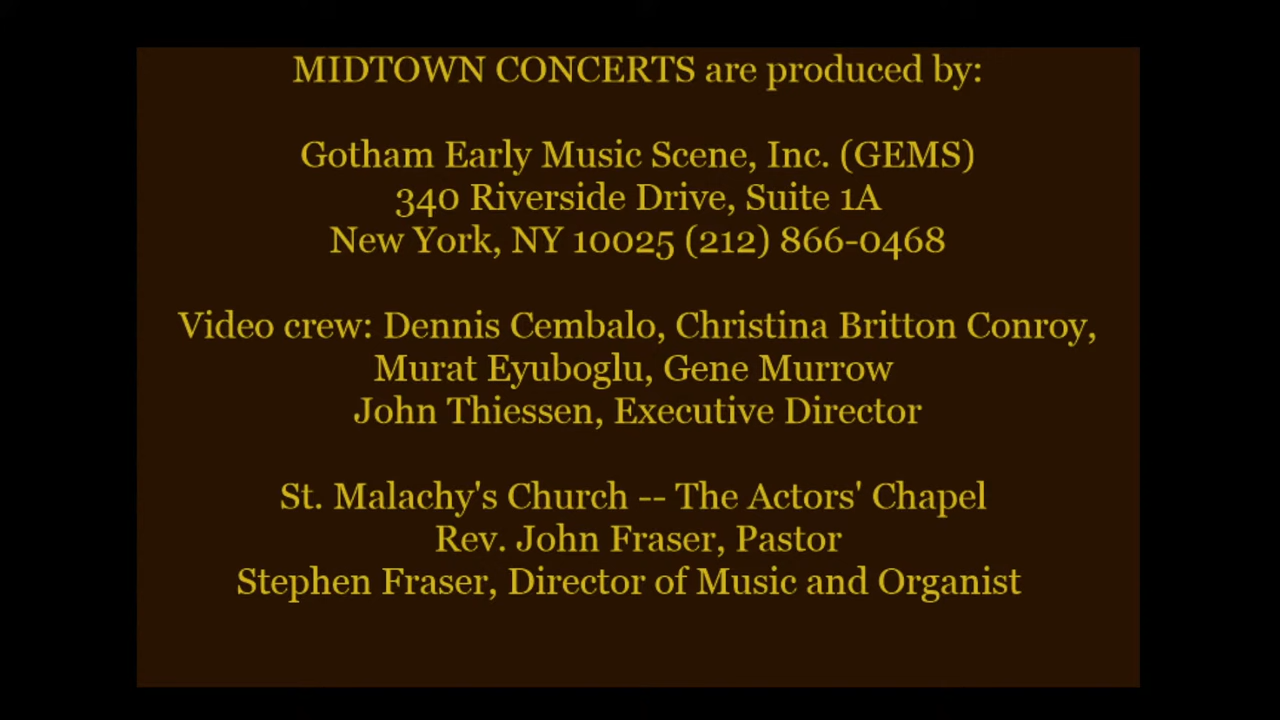 MIDTOWN CONCERTS are produced by:
Gotham Early Music Scene, Inc. (GEMS)
340 Riverside Drive, Suite 1A
New York, NY 10025 (212) 866-0468
Video crew: Dennis Cembalo, Christina Britton Conroy,
Murat Eyuboglu, Gene Murrow
John Thiessen, Executive Director
St. Malachy's Church -- The Actors' Chapel
Rev. John Fraser, Pastor
Stephen Fraser, Director of Music and Organist